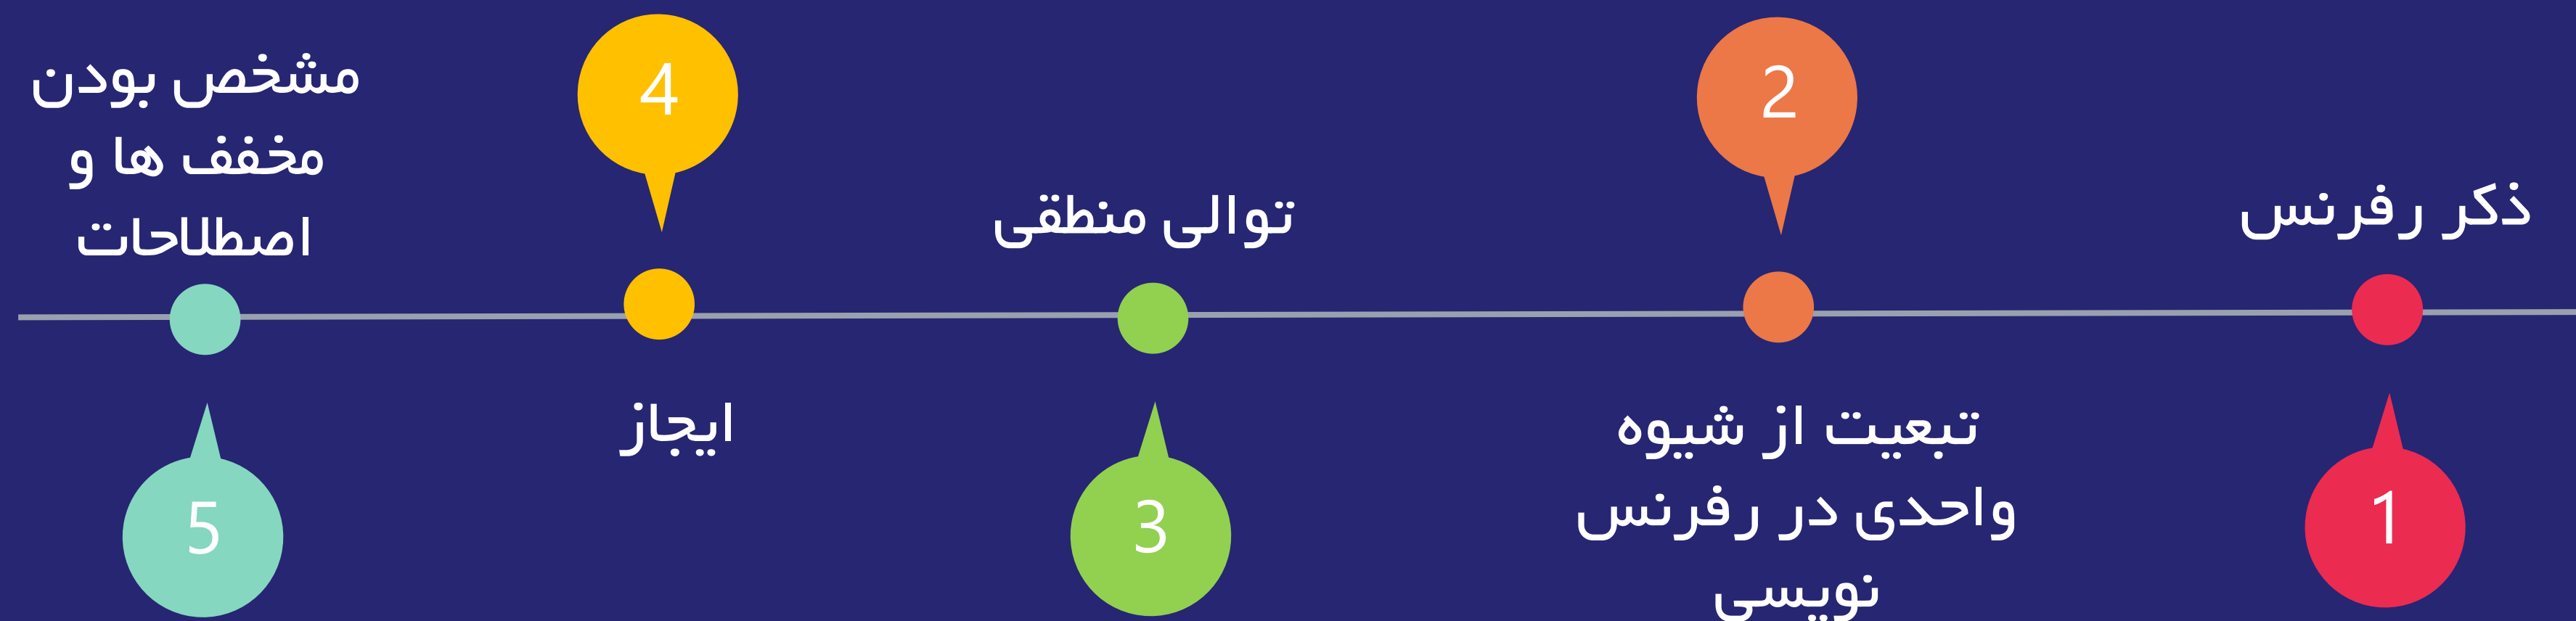 1
ذکر رفرنس
2
تبعیت از شیوه
واحدی در رفرنس
نویسی
3
توالی منطقی
4
ایجاز
5
مشخص بودن
مخفف ها و
اصطلاحات